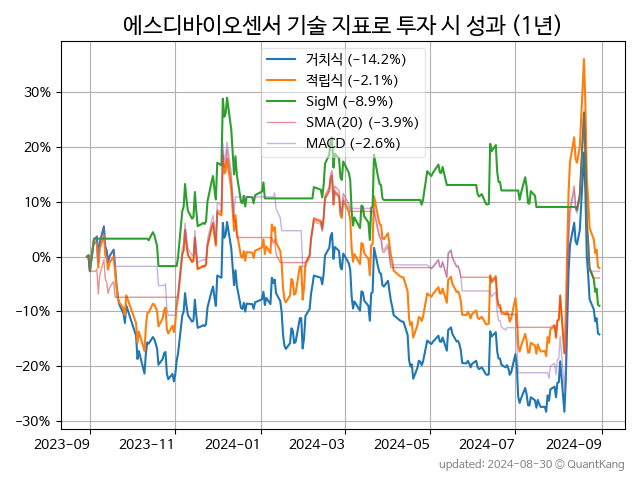 에스디바이오센서 기술 지표로 투자 시 성과 (1년)
거치식 (−14.2%)
적립식 (−2.1%)
SigM (−8.9%)
SMA(20) (−3.9%)
MACD (−2.6%)
30%
20%
10%
0%
−10%
−20%
−30%
2023-09 2023-11 2024-01 2024-03 2024-05 2024-07 2024-09
updated: 2024-08-30 © QuantKang